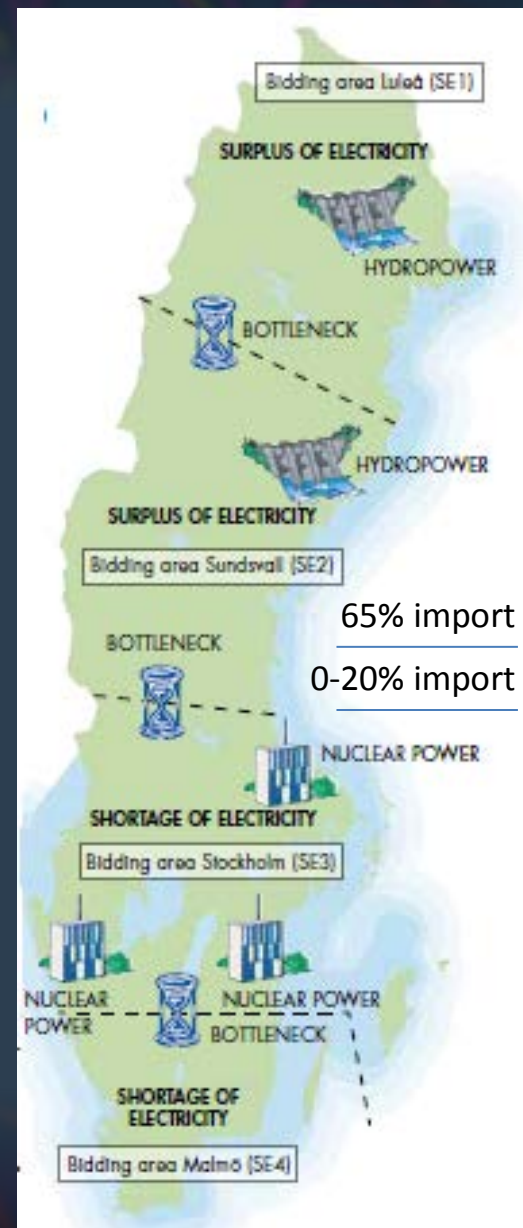 Bidding area Luleå (SE1)
SURPLUS OF ELECTRICITY
HYDROPOWER
BOTTLENECK
HYDROPOWER
SURPLUS OF ELECTRICITY
Bidding area Sundsvall (SE2)
65% import
BOTTLENECK
0-20% import
NUCLEAR POWER
SHORTAGE OF ELECTRICITY
Bidding area Stockholm (SE3)
NUCLEAR
POWER
NUCLEAR POWER
BOTTLENECK
SHORTAGE OF
ELECTRICITY
Bidding area Malmö (SE4)